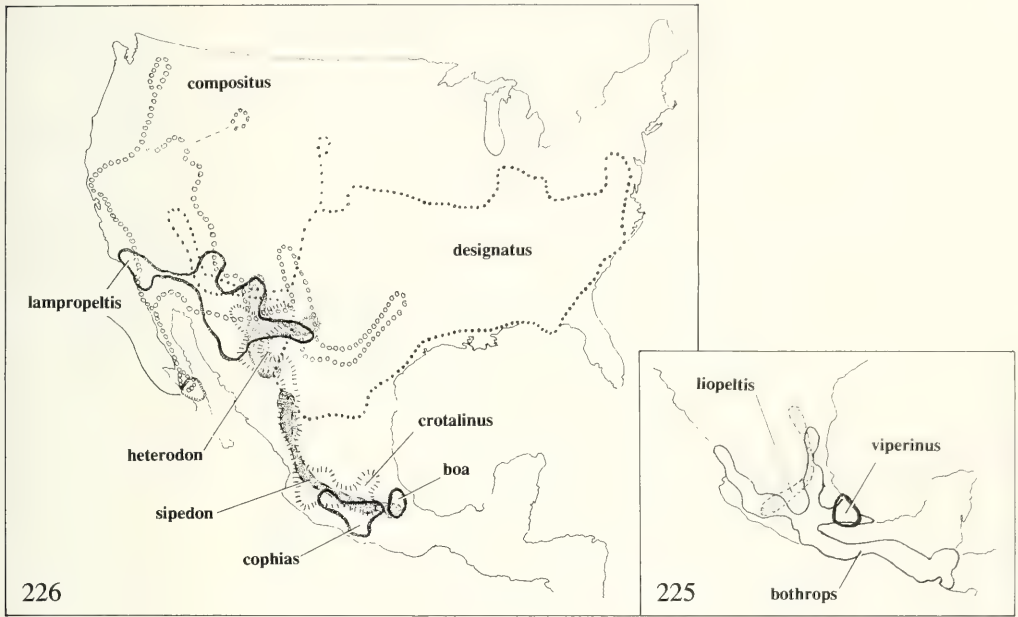 compositus
designatus
lampropeltis
heterodon
crotalinus
boa
sipedon
cophias
226
liopeltis
viperinus
bothrops
225